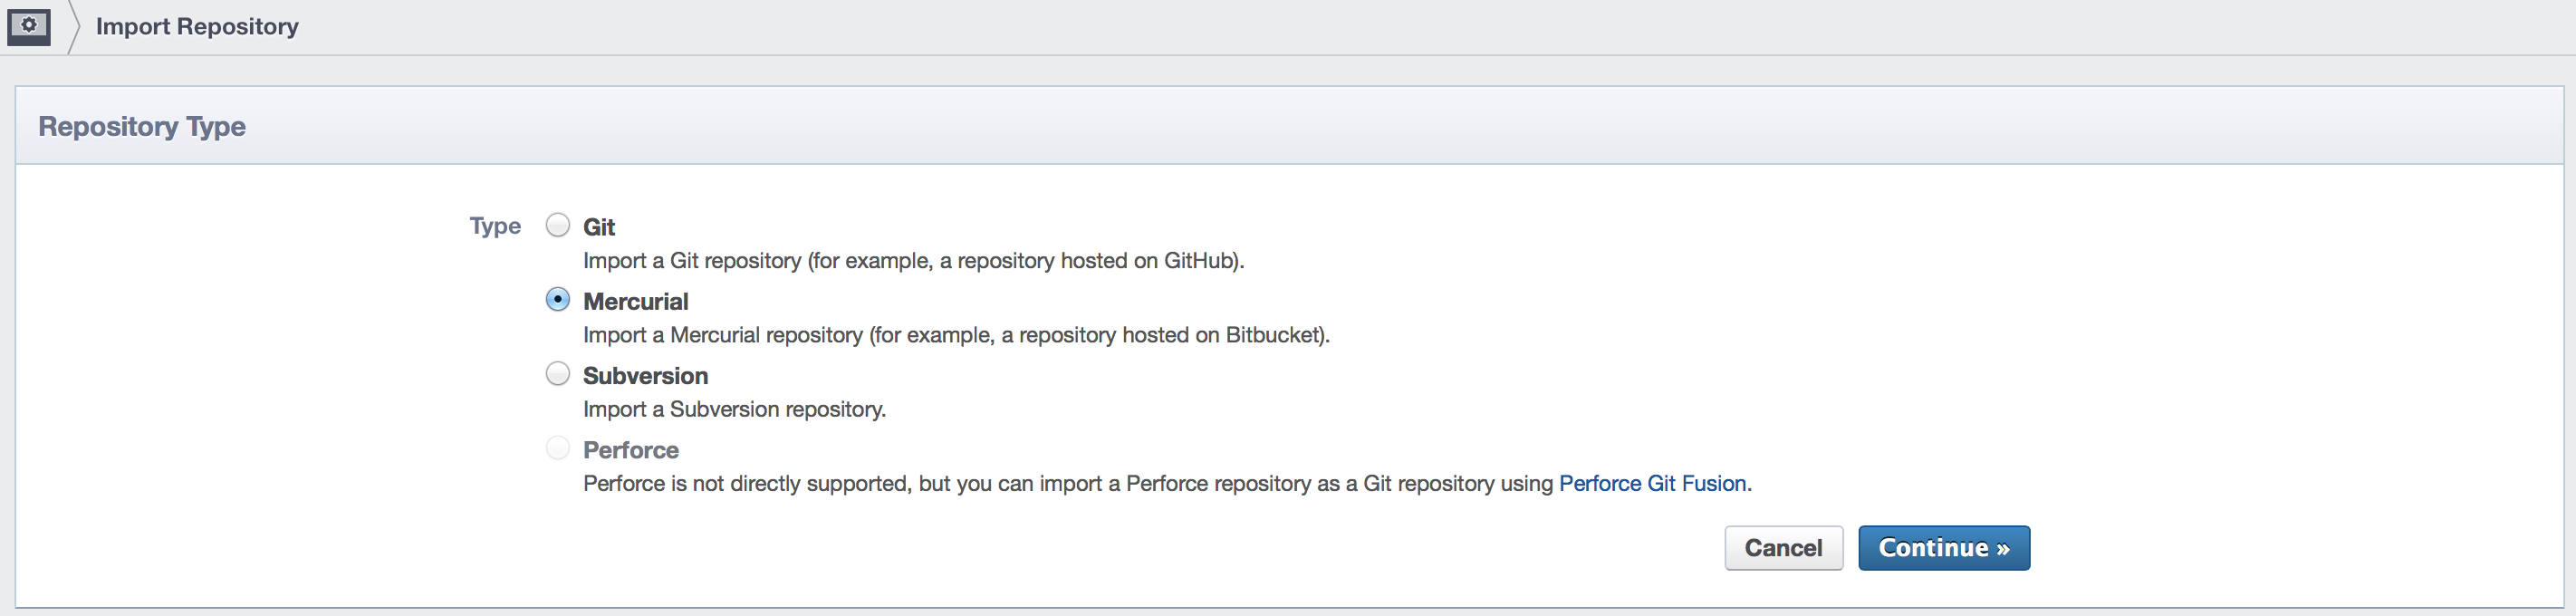 Import Repository
Repository Type
Type
Git
Import a Git repository (for example, a repository hosted on GitHub).
Mercurial
Import a Mercurial repository (for example, a repository hosted on Bitbucket).
Subversion
Import a Subversion repository.
Perforce
Perforce is not directly supported, but you can import a Perforce repository as a Git repository using Perforce Git Fusion.
Cancel
Continue »